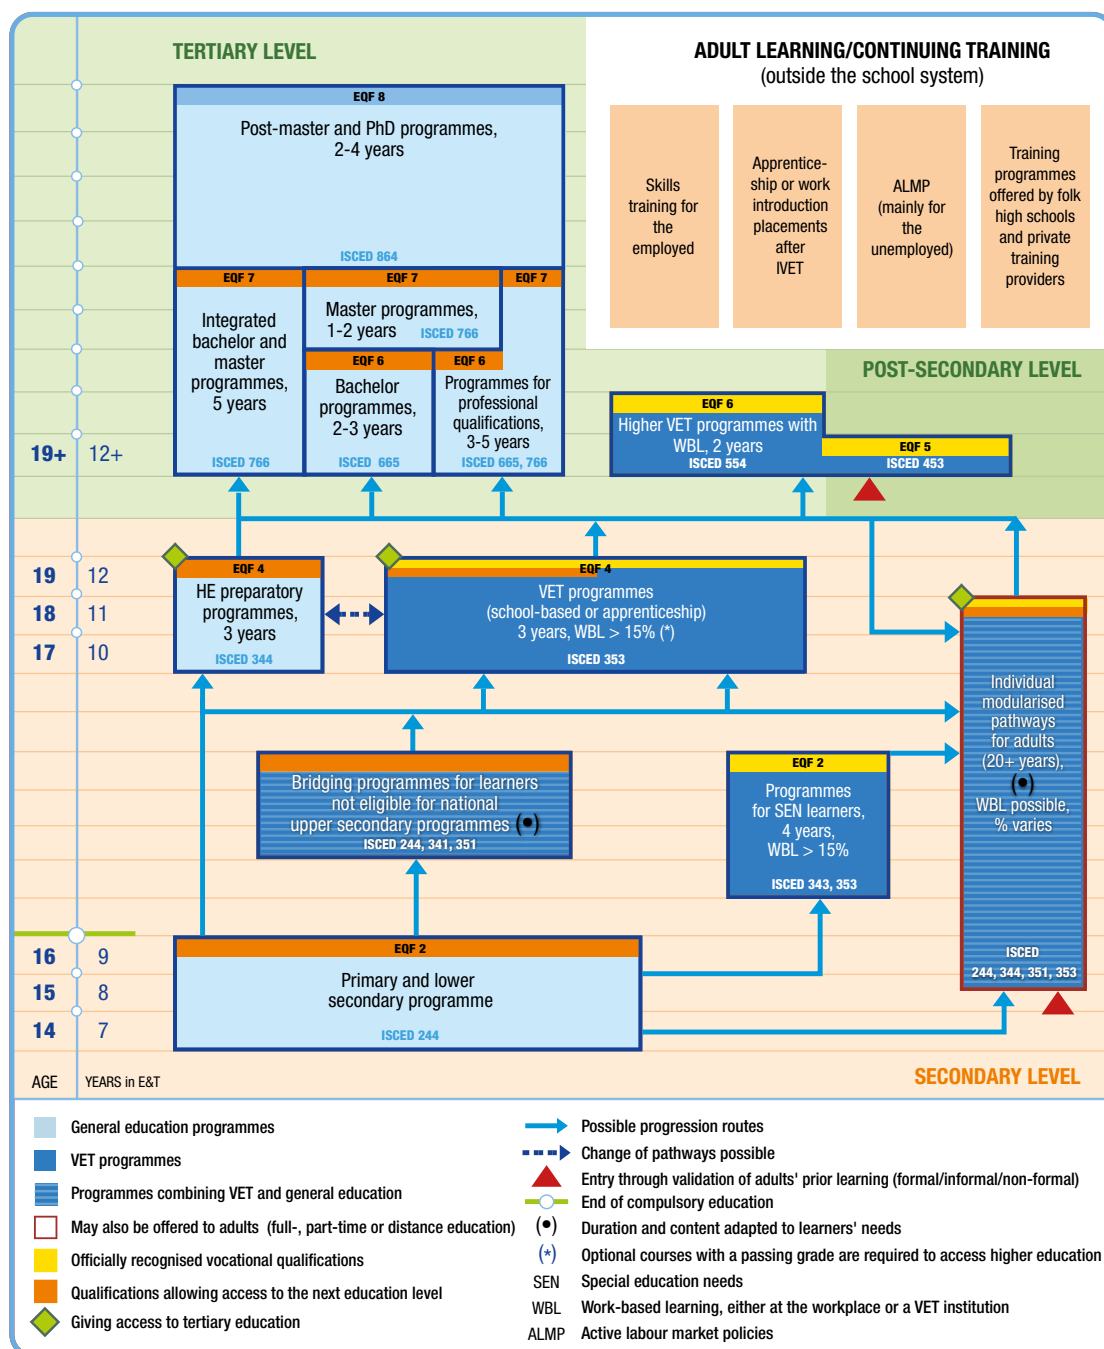 TERTIARY LEVEL
ADULT LEARNING/CONTINUING TRAINING
(outside the school system)
Skills
training for
the
employed
Apprentice-
ship or work
introduction
placements
after
IVET
ALMP
(mainly for
the
unemployed)
Training
programmes
offered by folk
high schools
and private
training
providers
EQF 8
Post-master and PhD programmes,
2-4 years
ISCED 864
EQF 7
Integrated
bachelor and
master
programmes,
5 years
ISCED 766
EQF 7
Master programmes,
1-2 years
ISCED 766
EQF 7
EQF 6
Bachelor
programmes,
2-3 years
ISCED 665
EQF 6
Programmes for
professional
qualifications,
3-5 years
ISCED 665, 766
POST-SECONDARY LEVEL
EQF 6
Higher VET programmes with
WBL, 2 years
ISCED 554
EQF 5
ISCED 453
19+ 12+
19 12
18 11
17 10
EQF 4
HE preparatory
programmes,
3 years
ISCED 344
EQF 4
VET programmes
(school-based or apprenticeship)
3 years, WBL > 15% (*)
ISCED 353
Individual
modularised
pathways
for adults
(20+ years),
(•)
WBL possible,
% varies
ISCED
244, 344, 351, 353
Bridging programmes for learners
not eligible for national
upper secondary programmes (•)
ISCED 244, 341, 351
EQF 2
Programmes
for SEN learners,
4 years,
WBL > 15%
ISCED 343, 353
16 9
15 8
14 7
EQF 2
Primary and lower
secondary programme
ISCED 244
AGE YEARS in E&T
SECONDARY LEVEL
General education programmes
VET programmes
Programmes combining VET and general education
May also be offered to adults (full-, part-time or distance education)
Officially recognised vocational qualifications
Qualifications allowing access to the next education level
Giving access to tertiary education
Possible progression routes
Change of pathways possible
Entry through validation of adults' prior learning (formal/informal/non-formal)
End of compulsory education
(•) Duration and content adapted to learners' needs
(*) Optional courses with a passing grade are required to access higher education
SEN Special education needs
WBL Work-based learning, either at the workplace or a VET institution
ALMP Active labour market policies